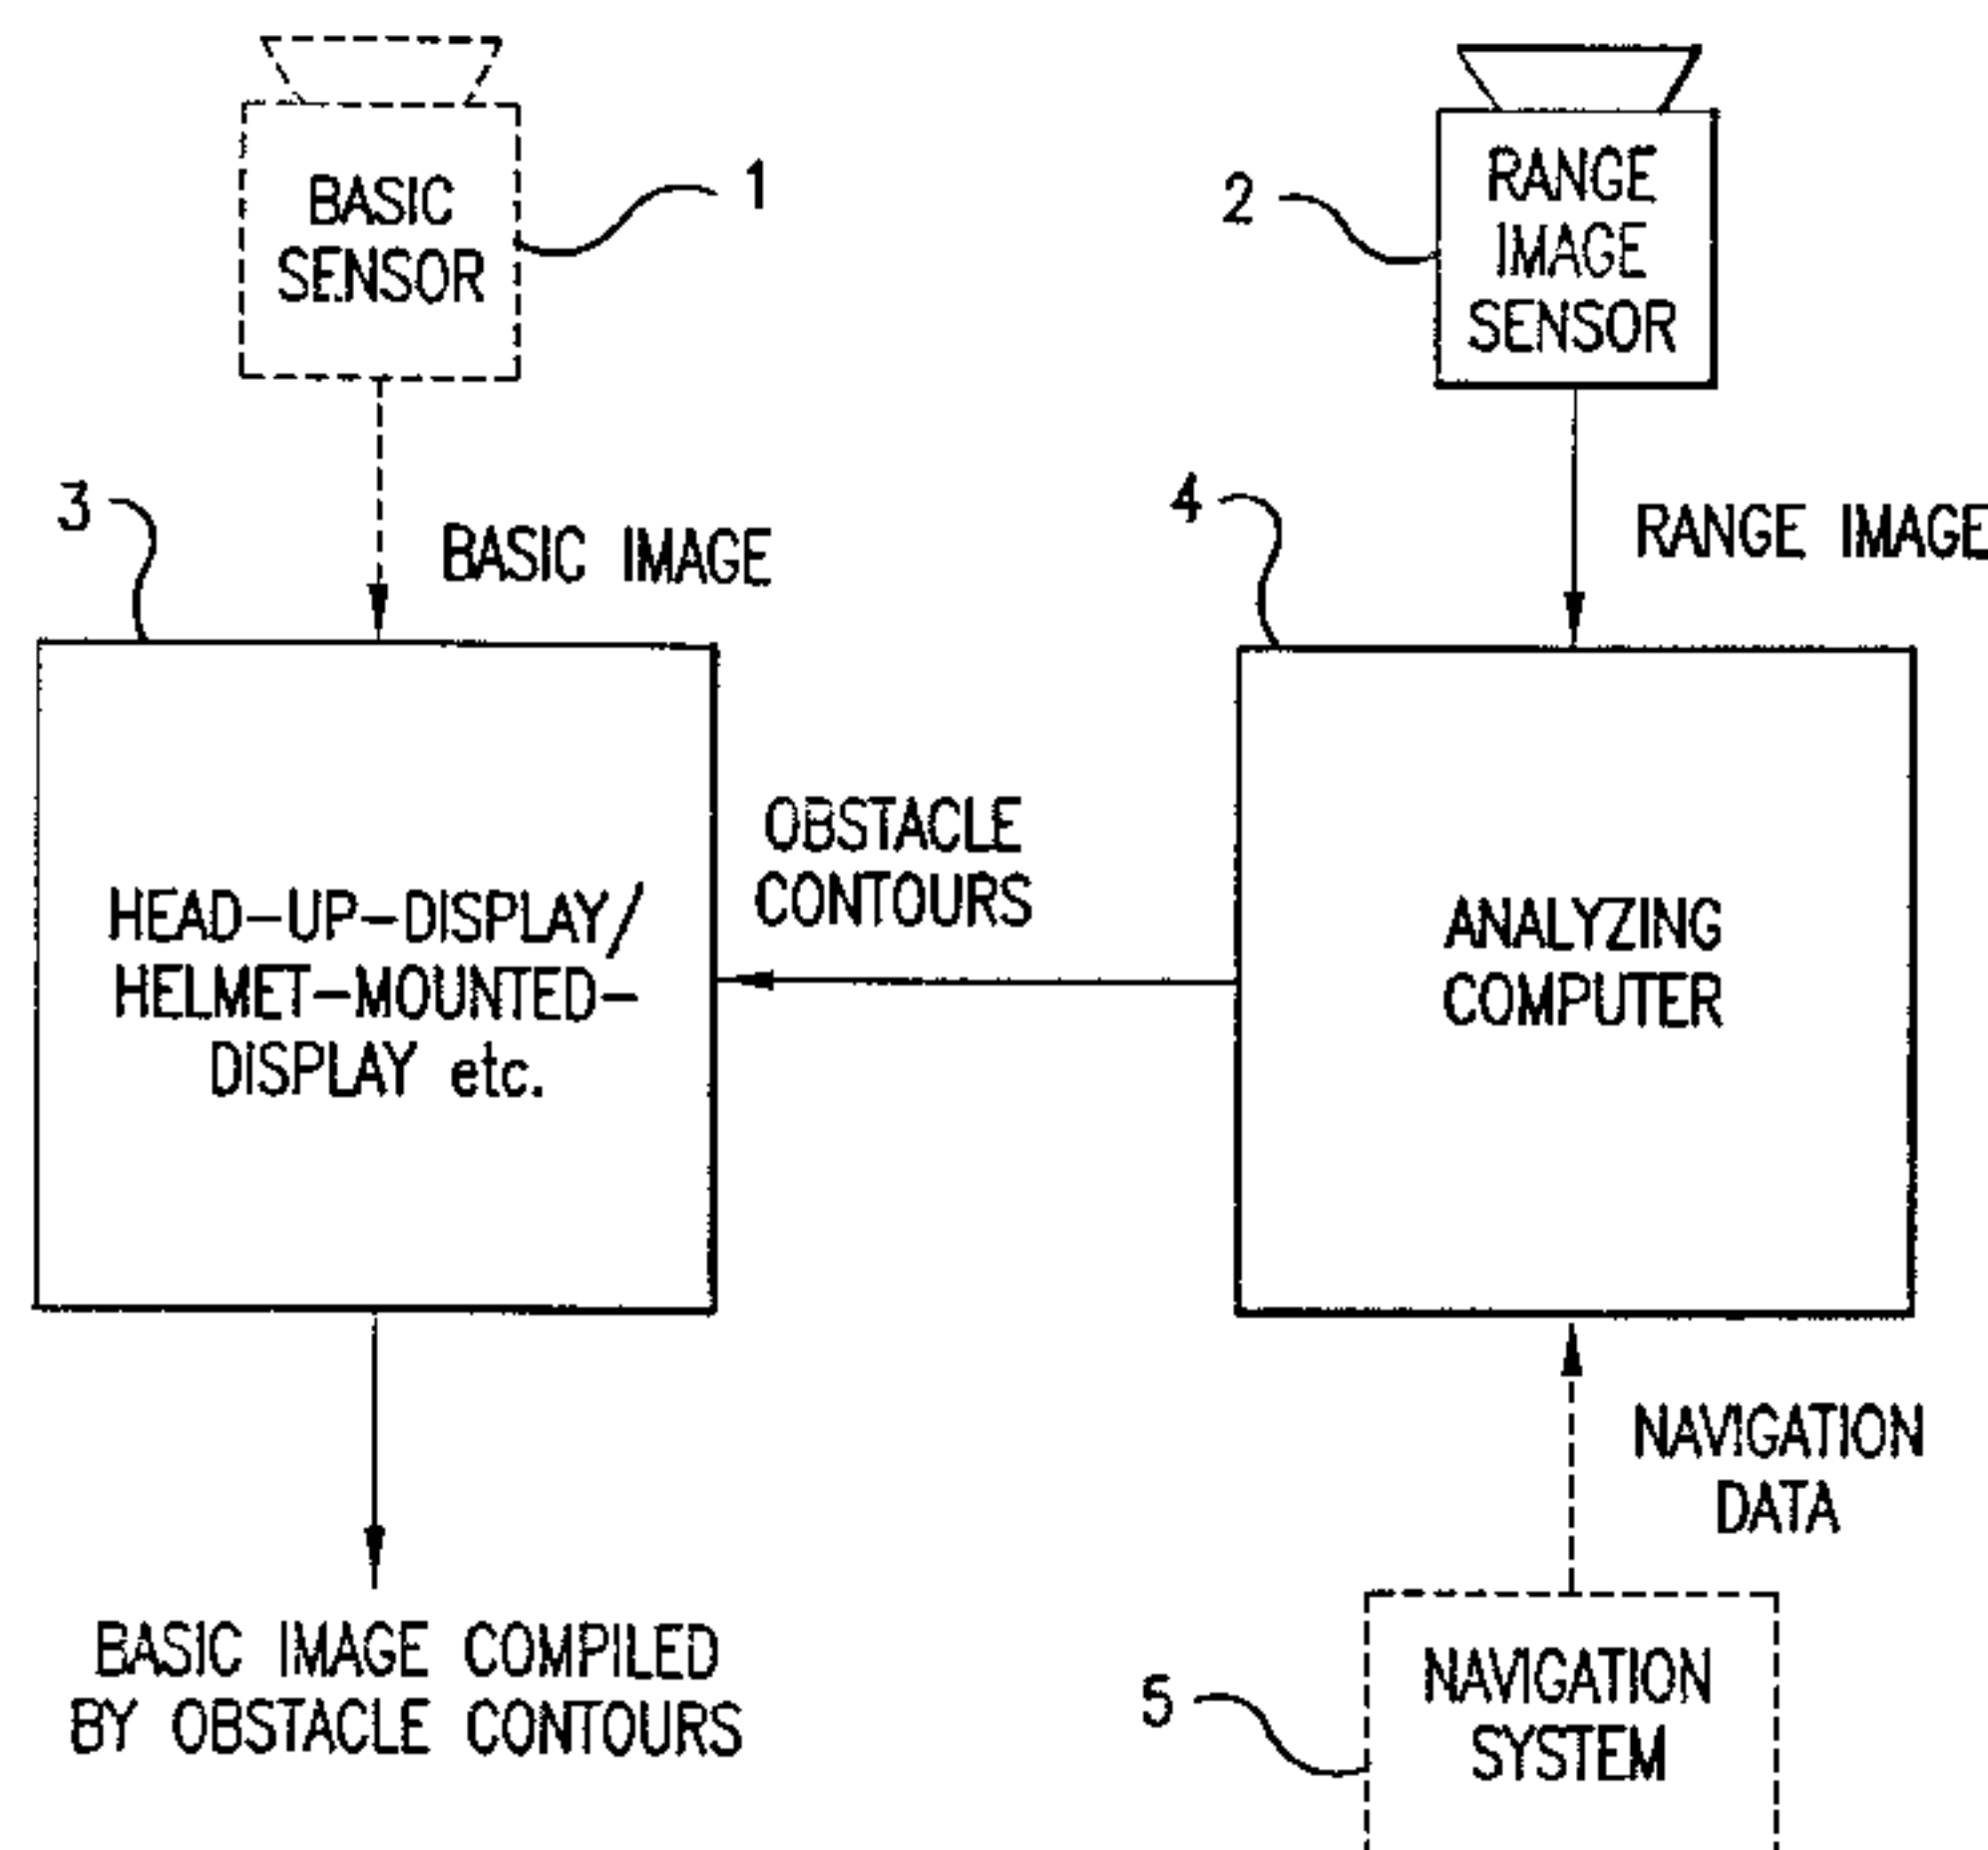 BASIC
SENSOR
1
2
RANGE
IMAGE
SENSOR
3
BASIC IMAGE
4
RANGE IMAGE
HEAD-UP-DISPLAY/
HELMET-MOUNTED-
DISPLAY etc.
OBSTACLE
CONTOURS
ANALYZING
COMPUTER
NAVIGATION
DATA
BASIC IMAGE COMPILED
BY OBSTACLE CONTOURS
5
NAVIGATION
SYSTEM